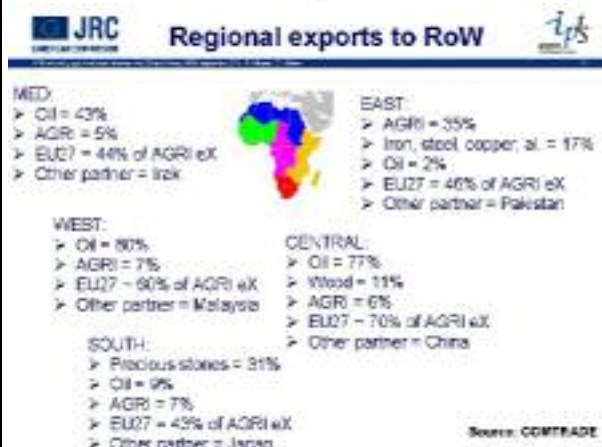 JRC
EUROPEAN COMMISSION
Regional exports to RoW
ipts
MED:
➢ Oil = 43%
➢ AGRI = 5%
➢ EU27 = 44% of AGRI eX
➢ Other partner = Irak
EAST:
➢ AGRI = 35%
➢ Iron, steel, copper, al. = 17%
➢ Oil = 2%
➢ EU27 = 46% of AGRI eX
➢ Other partner = Pakistan
WEST:
➢ Oil = 80%
➢ AGRI = 7%
➢ EU27 = 60% of AGRI eX
➢ Other partner = Malaysia
CENTRAL:
➢ Oil = 77%
➢ Wood = 11%
➢ AGRI = 6%
➢ EU27 = 70% of AGRI eX
➢ Other partner = China
SOUTH:
➢ Precious stones = 31%
➢ Oil = 9%
➢ AGRI = 7%
➢ EU27 = 43% of AGRI eX
➢ Other partner = Japan
Source: COMTRADE